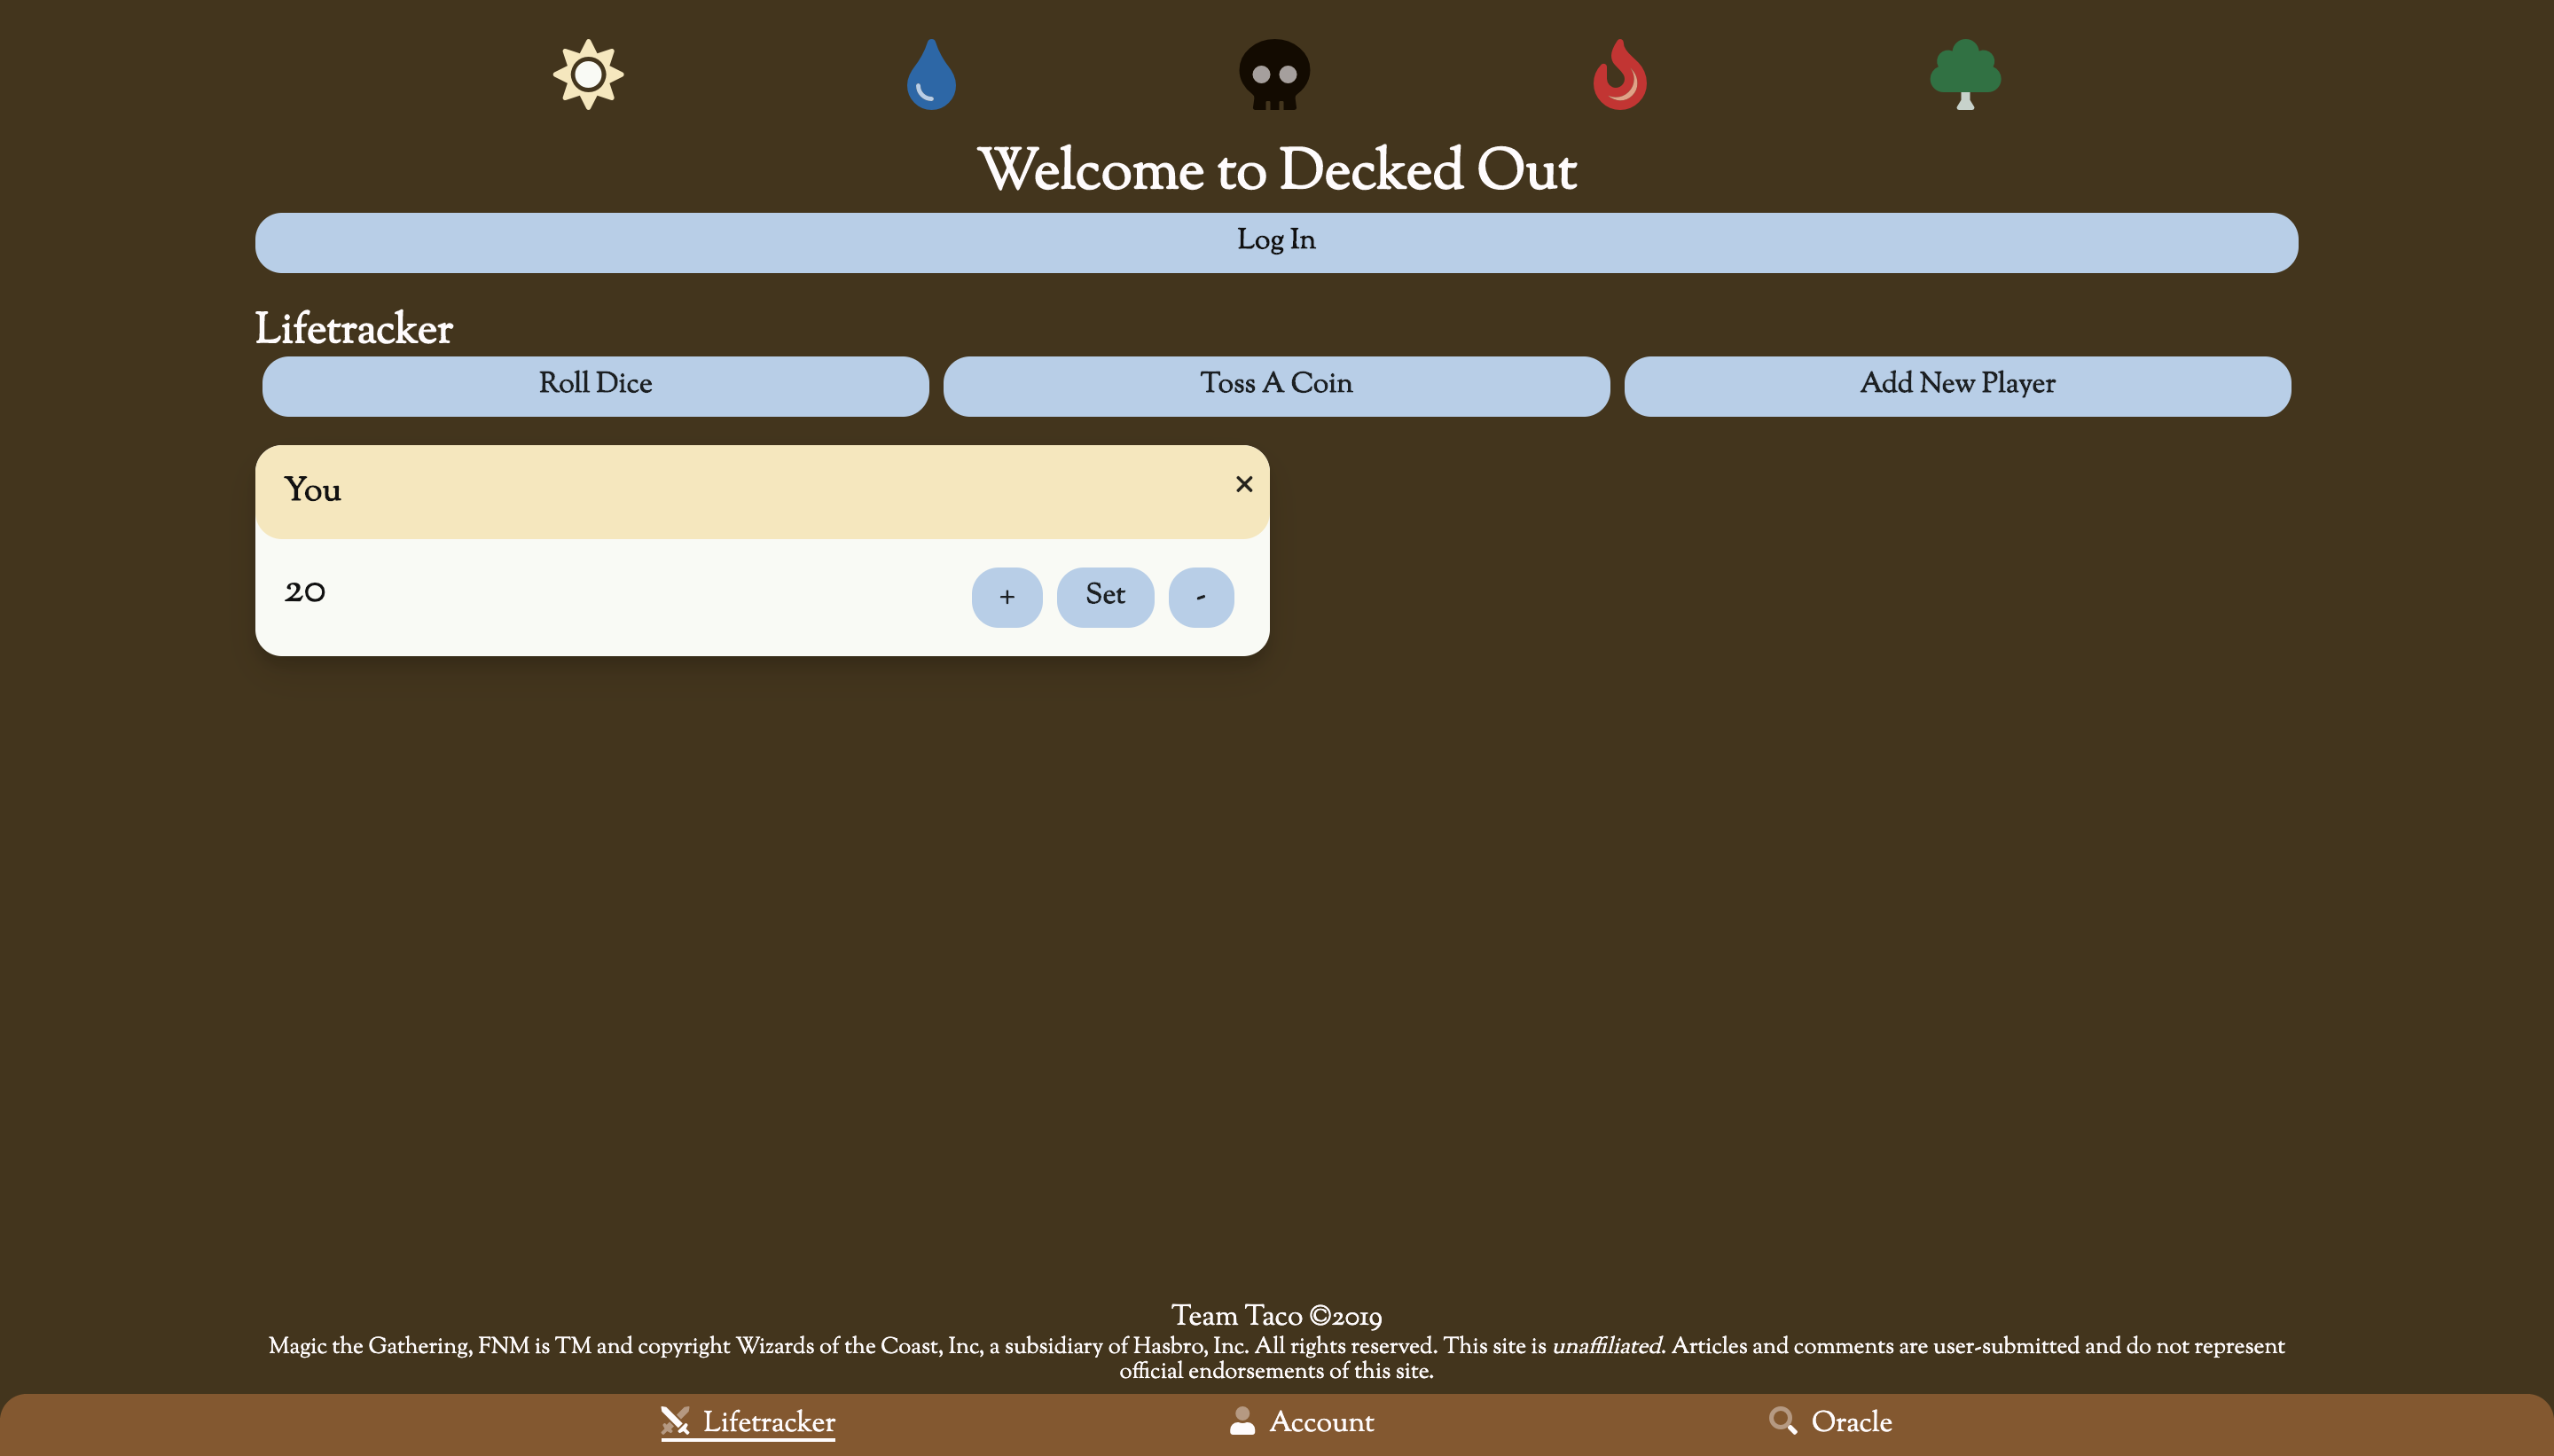 Welcome to Decked Out
Log In
Lifetracker
Roll Dice
Toss A Coin
Add New Player
You
20
+
Set
-
Team Taco ©2019
Magic the Gathering, FNM is TM and copyright Wizards of the Coast, Inc, a subsidiary of Hasbro, Inc. All rights reserved. This site is unaffiliated. Articles and comments are user-submitted and do not represent
official endorsements of this site.
Lifetracker
Account
Oracle